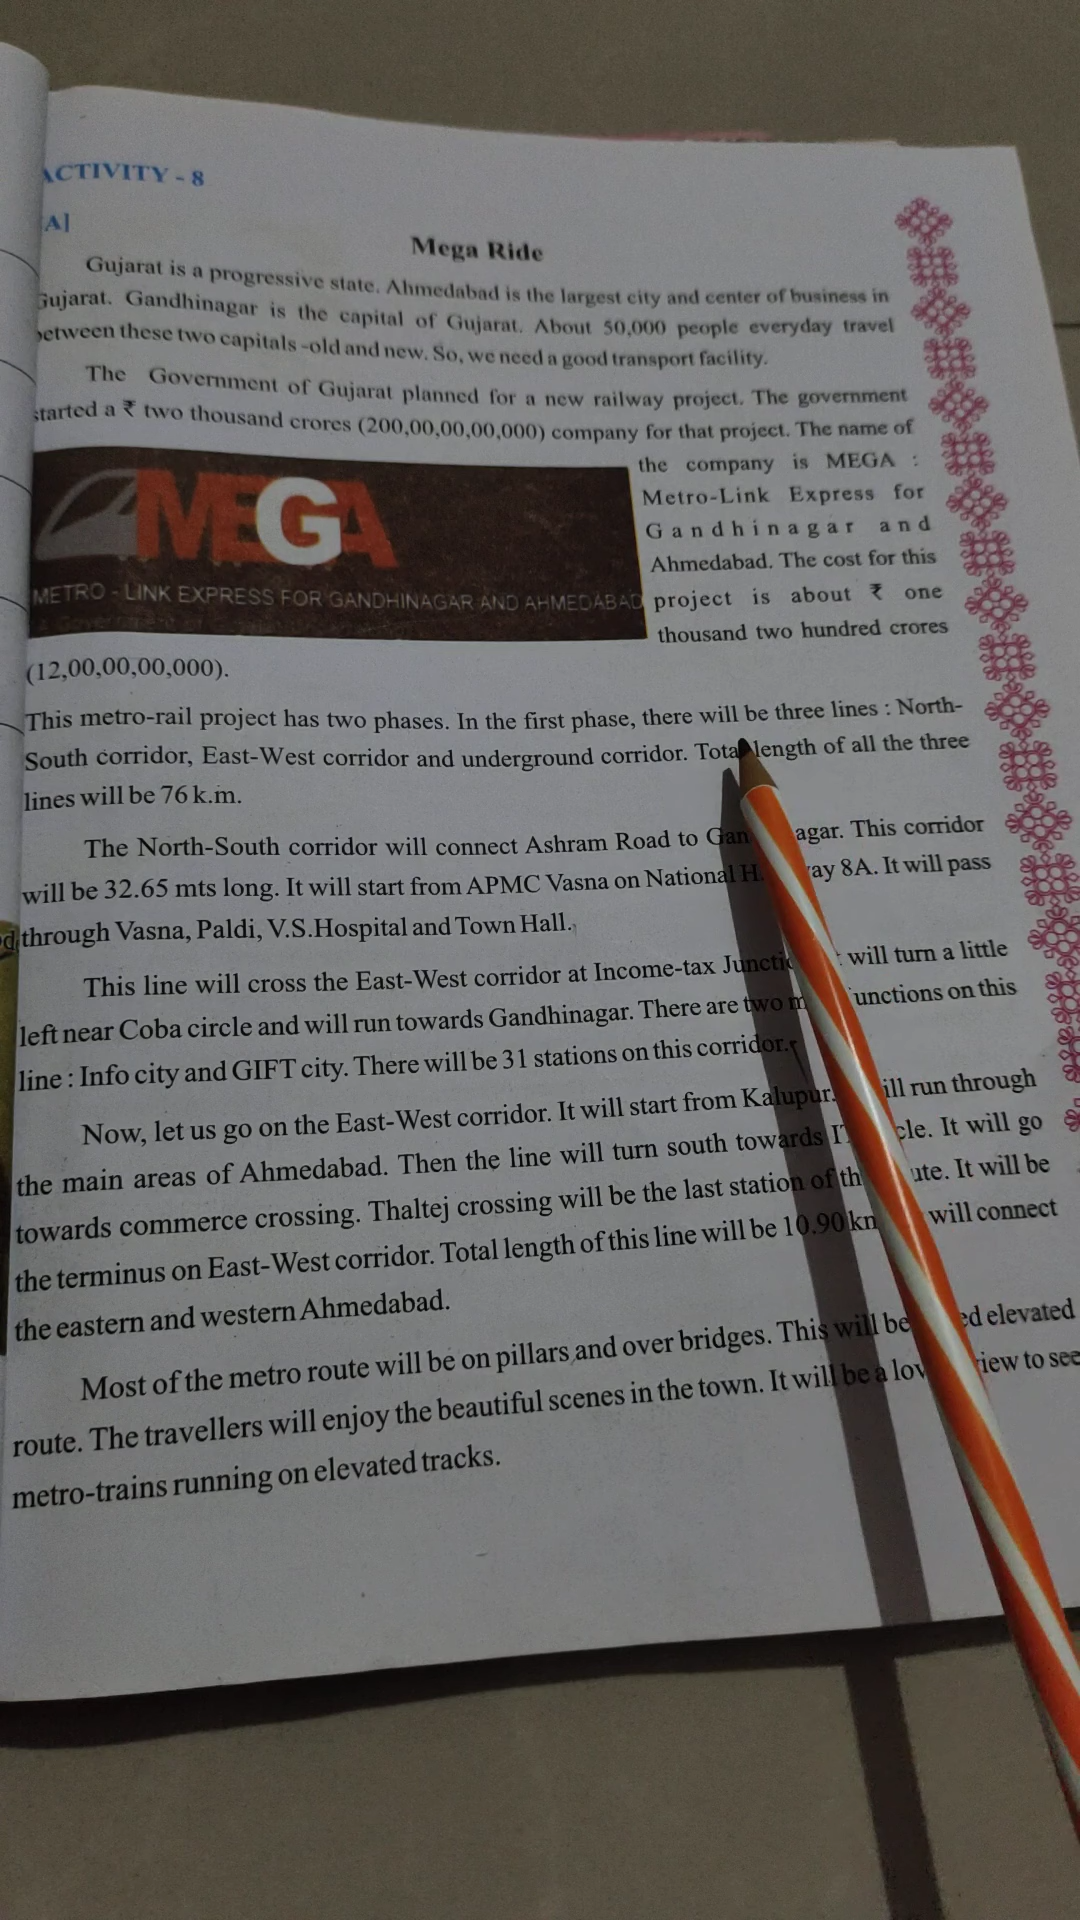 ACTIVITY - 8
A]
Mega Ride
Gujarat is a progressive state. Ahmedabad is the largest city and center of business in
Gujarat. Gandhinagar is the capital of Gujarat. About 50,000 people everyday travel
between these two capitals -old and new. So, we need a good transport facility.
The Government of Gujarat planned for a new railway project. The government
started a ₹ two thousand crores (200,00,00,00,000) company for that project. The name of
the company is MEGA :
Metro-Link Express for
Gandhinagar and
Ahmedabad. The cost for this
project is about ₹ one
thousand two hundred crores
MEGA
METRO - LINK EXPRESS FOR GANDHINAGAR AND AHMEDABAD
(12,00,00,00,000).
This metro-rail project has two phases. In the first phase, there will be three lines : North-
South corridor, East-West corridor and underground corridor. Total length of all the three
lines will be 76 k.m.
The North-South corridor will connect Ashram Road to Gan agar. This corridor
will be 32.65 mts long. It will start from APMC Vasna on National H ay 8A. It will pass
through Vasna, Paldi, V.S.Hospital and Town Hall.
This line will cross the East-West corridor at Income-tax Juncti will turn a little
left near Coba circle and will run towards Gandhinagar. There are two m unctions on this
line : Info city and GIFT city. There will be 31 stations on this corridor.
Now, let us go on the East-West corridor. It will start from Kalupur. ill run through
the main areas of Ahmedabad. Then the line will turn south towards cle. It will go
towards commerce crossing. Thaltej crossing will be the last station of th ute. It will be
the terminus on East-West corridor. Total length of this line will be 10.90 km will connect
the eastern and western Ahmedabad.
Most of the metro route will be on pillars and over bridges. This will be ed elevated
route. The travellers will enjoy the beautiful scenes in the town. It will be a lov iew to see
metro-trains running on elevated tracks.